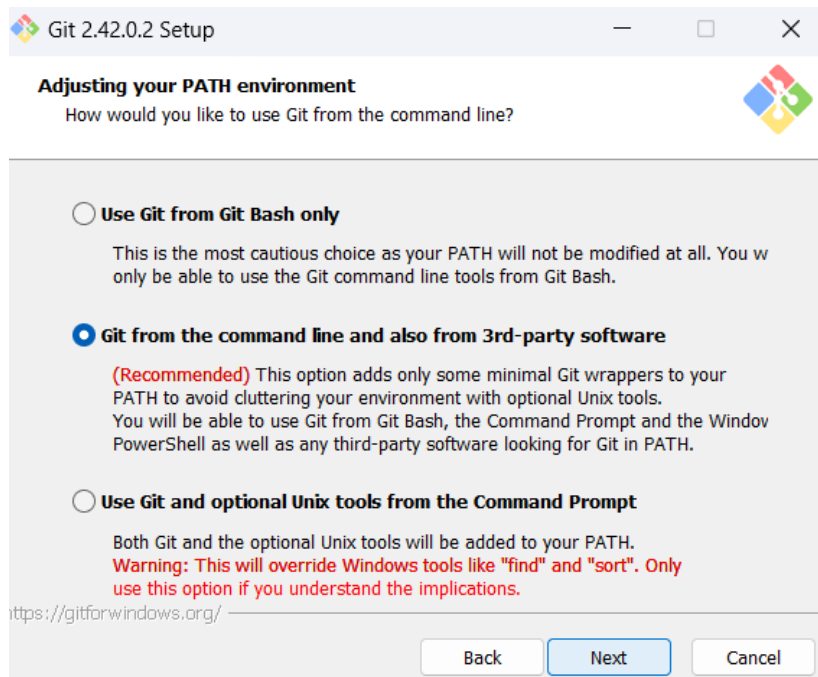 Git 2.42.0.2 Setup
Adjusting your PATH environment
How would you like to use Git from the command line?
Use Git from Git Bash only
This is the most cautious choice as your PATH will not be modified at all. You w
only be able to use the Git command line tools from Git Bash.
Git from the command line and also from 3rd-party software
(Recommended) This option adds only some minimal Git wrappers to your
PATH to avoid cluttering your environment with optional Unix tools.
You will be able to use Git from Git Bash, the Command Prompt and the Window
PowerShell as well as any third-party software looking for Git in PATH.
Use Git and optional Unix tools from the Command Prompt
Both Git and the optional Unix tools will be added to your PATH.
Warning: This will override Windows tools like "find" and "sort". Only
use this option if you understand the implications.
https://gitforwindows.org/
Back Next Cancel